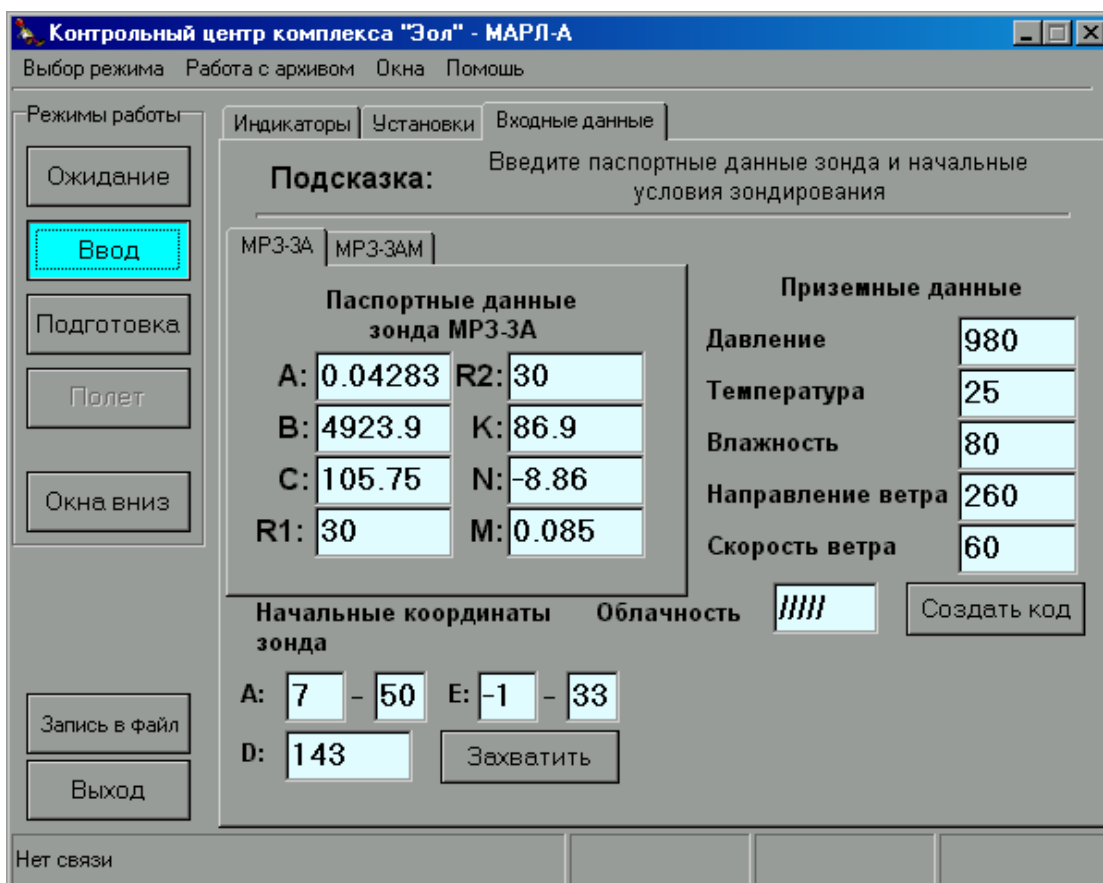 Контрольный центр комплекса "Эол" - МАРЛ-А
Выбор режима Работа с архивом Окна Помошь
Режимы работы
Ожидание
Ввод
Подготовка
Полет
Окна вниз
Запись в файл
Выход
Индикаторы Установки Входные данные
Подсказка:
Введите паспортные данные зонда и начальные
условия зондирования
МРЗ-3А МРЗ-3АМ
Паспортные данные
зонда МРЗ-3А
A: 0.04283 R2: 30
B: 4923.9 K: 86.9
C: 105.75 N: -8.86
R1: 30 M: 0.085
Приземные данные
Давление 980
Температура 25
Влажность 80
Направление ветра 260
Скорость ветра 60
Облачность ///// Создать код
Начальные координаты
зонда
A: 7 - 50 E: -1 - 33
D: 143 Захватить
Нет связи